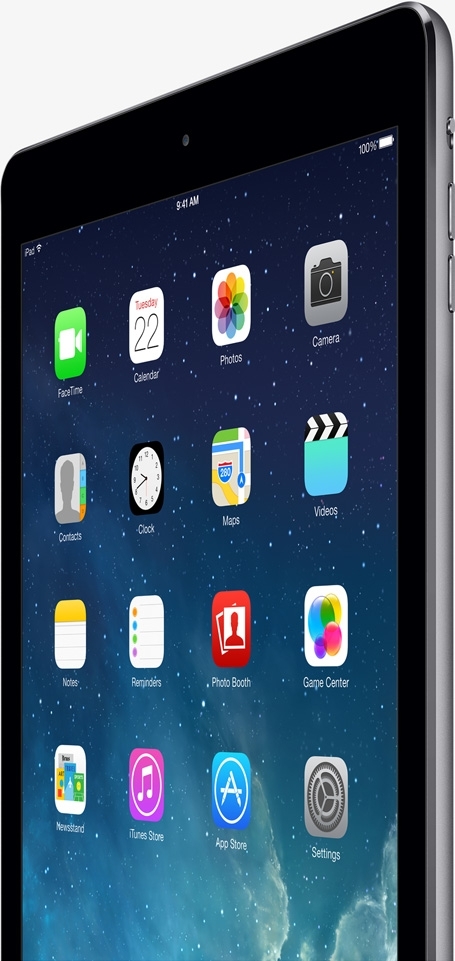 iPad
9:41 AM
100%
FaceTime
Tuesday
22
Calendar
Photos
Camera
Contacts
Clock
280
Maps
Videos
Notes
Reminders
Photo Booth
Game Center
Newsstand
iTunes Store
App Store
Settings